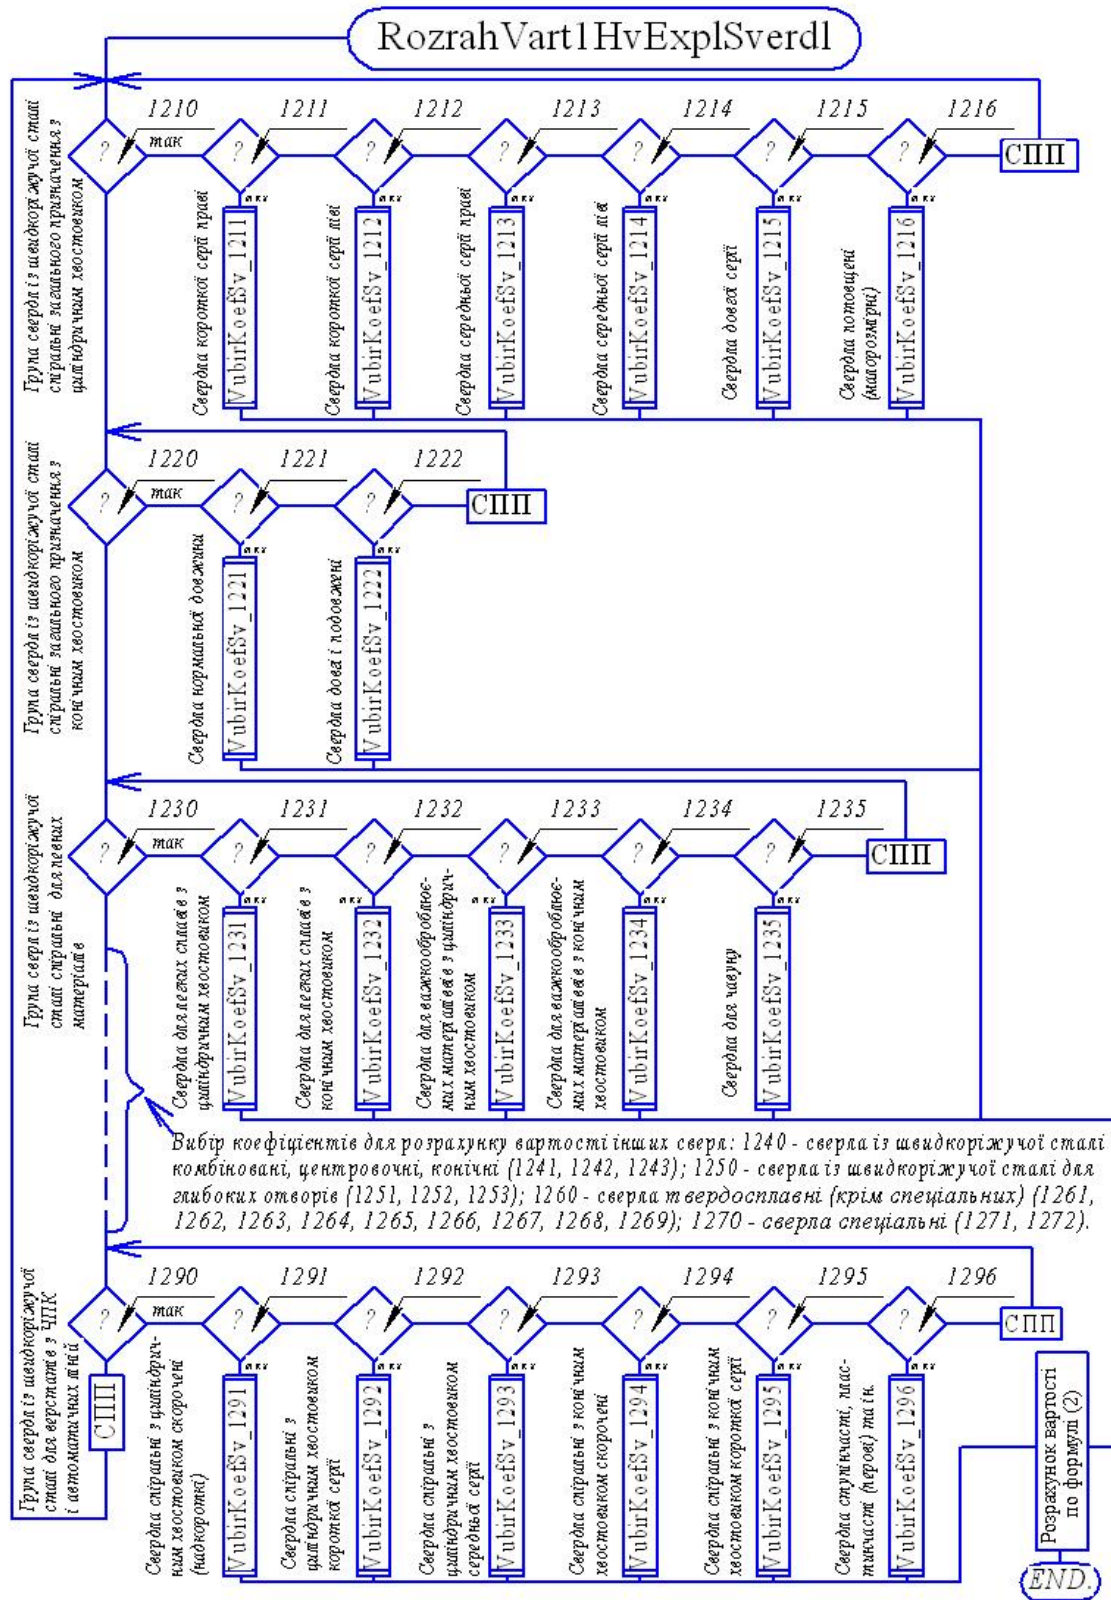 RozrahVart1HvExplSverdl
1210
1211
1212
1213
1214
1215
1216
?
так
?
?
?
?
?
?
СПП
Група свердл із швидкоріжучої сталі
спіральні загального призначення з
циліндричним хвостовиком
Свердла короткої серії праві
VubirKoefSv_1211
Свердла короткої серії ліві
VubirKoefSv_1212
Свердла середньої серії праві
VubirKoefSv_1213
Свердла середньої серії ліві
VubirKoefSv_1214
Свердла довгої серії
VubirKoefSv_1215
Свердла потовщені
(малорозмірні)
VubirKoefSv_1216
1220
1221
1222
?
так
?
?
СПП
Група свердл із швидкоріжучої сталі
спіральні загального призначення з
конічним хвостовиком
Свердла нормальної довжини
VubirKoefSv_1221
Свердла довгі і подовжені
VubirKoefSv_1222
1230
1231
1232
1233
1234
1235
?
так
?
?
?
?
?
СПП
Група сверл із швидкоріжучої
сталі спіральні для певних
матеріалів
Свердла для легких сплавів з
циліндричним хвостовиком
VubirKoefSv_1231
Свердла для легких сплавів з
конічним хвостовиком
VubirKoefSv_1232
Свердла для важкооброблює-
мих матеріалів з циліндрич-
ним хвостовиком
VubirKoefSv_1233
Свердла для важкооброблює-
мих матеріалів з конічним
хвостовиком
VubirKoefSv_1234
Свердла для чавуну
VubirKoefSv_1235
Вибір коефіцієнтів для розрахунку вартості інших сверл: 1240 - сверла із швидкоріжучої сталі
комбіновані, центровочні, конічні (1241, 1242, 1243); 1250 - сверла із швидкоріжучої сталі для
глибоких отворів (1251, 1252, 1253); 1260 - сверла твердосплавні (крім спеціальних) (1261,
1262, 1263, 1264, 1265, 1266, 1267, 1268, 1269); 1270 - сверла спеціальні (1271, 1272).
1290
1291
1292
1293
1294
1295
1296
?
так
?
?
?
?
?
?
СПП
Група свердл із швидкоріжучої
сталі для верстатів з ЧПК
і автоматичних ліній
СПП
Свердла спіральні з циліндрич-
ним хвостовиком скорочені
(надкороткі)
VubirKoefSv_1291
Свердла спіральні з
циліндричним хвостовиком
короткої серії
VubirKoefSv_1292
Свердла спіральні з
циліндричним хвостовиком
середньої серії
VubirKoefSv_1293
Свердла спіральні з конічним
хвостовиком скорочені
VubirKoefSv_1294
Свердла спіральні з конічним
хвостовиком короткої серії
VubirKoefSv_1295
Свердла ступінчасті, плас-
тинчасті (перові) та ін.
VubirKoefSv_1296
Розрахунок вартості
по формулі (2)
END.